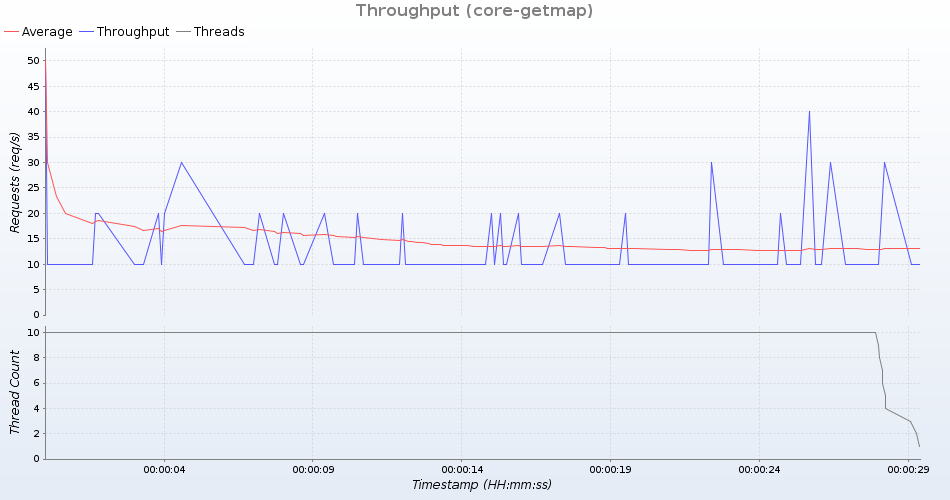 Throughput (core-getmap)
Average Throughput Threads
Requests (req/s)
50
45
40
35
30
25
20
15
10
5
0
Thread Count
10
8
6
4
2
0
00:00:04 00:00:09 00:00:14 00:00:19 00:00:24 00:00:29
Timestamp (HH:mm:ss)